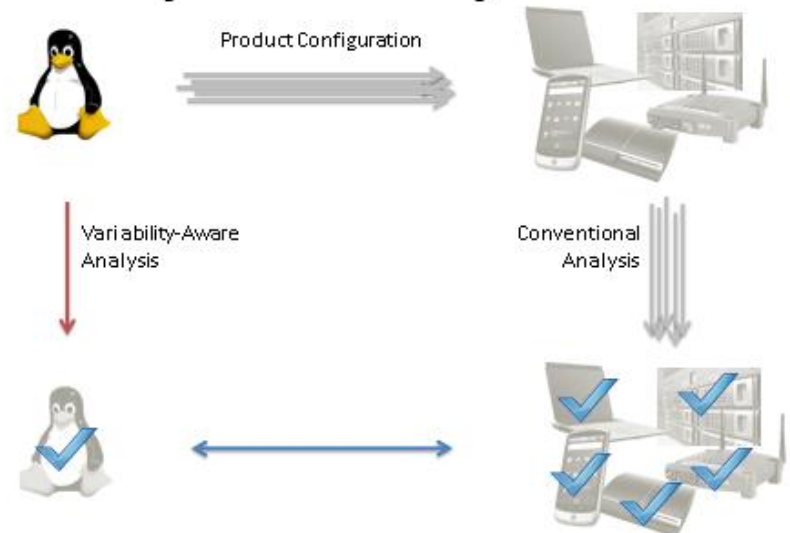 Product Configuration
Variability-Aware
Analysis
Conventional
Analysis